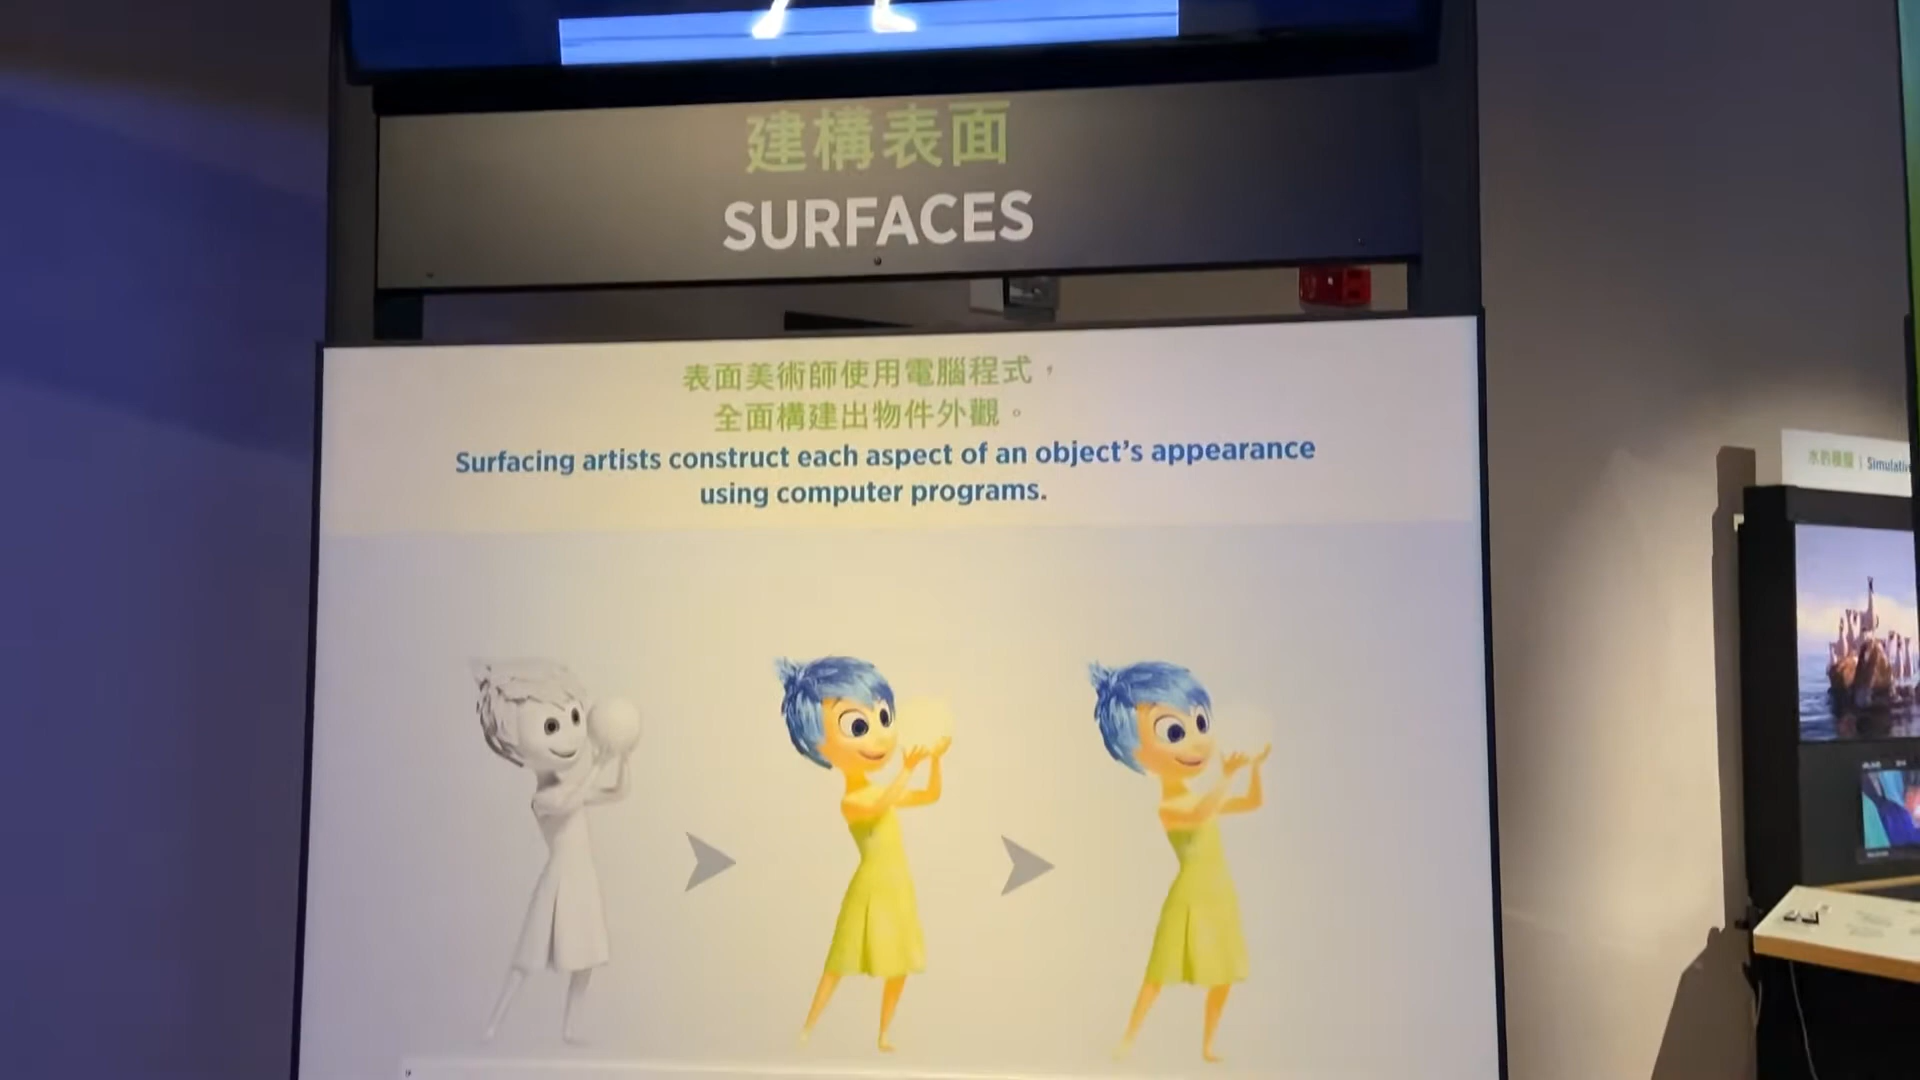 建構表面
SURFACES
表面美術師使用電腦程式，
全面構建出物件外觀。
Surfacing artists construct each aspect of an object’s appearance
using computer programs.